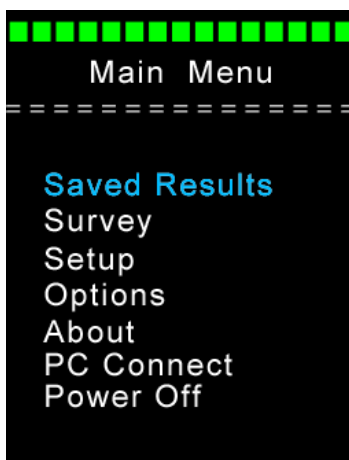 Main Menu
===============
Saved Results
Survey
Setup
Options
About
PC Connect
Power Off